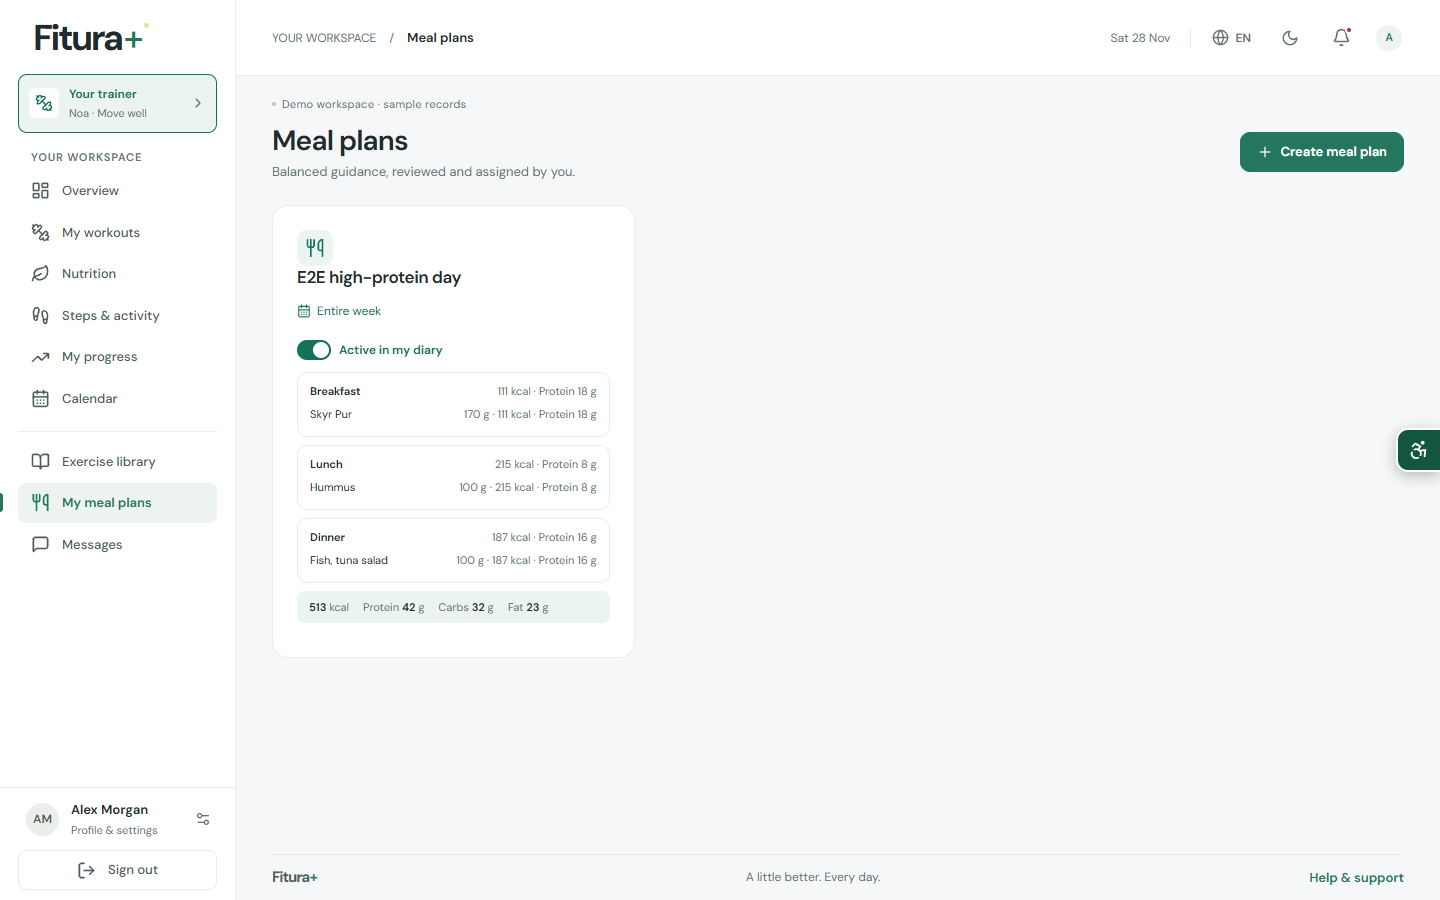 Fitura+
Your trainer
Noa · Move well
YOUR WORKSPACE
Overview
My workouts
Nutrition
Steps & activity
My progress
Calendar
Exercise library
My meal plans
Messages
AM
Alex Morgan
Profile & settings
Sign out
YOUR WORKSPACE / Meal plans
Sat 28 Nov
EN
A
Demo workspace · sample records
Meal plans
Balanced guidance, reviewed and assigned by you.
Create meal plan
E2E high-protein day
Entire week
Active in my diary
Breakfast 111 kcal · Protein 18 g
Skyr Pur 170 g · 111 kcal · Protein 18 g
Lunch 215 kcal · Protein 8 g
Hummus 100 g · 215 kcal · Protein 8 g
Dinner 187 kcal · Protein 16 g
Fish, tuna salad 100 g · 187 kcal · Protein 16 g
513 kcal Protein 42 g Carbs 32 g Fat 23 g
Fitura+
A little better. Every day.
Help & support